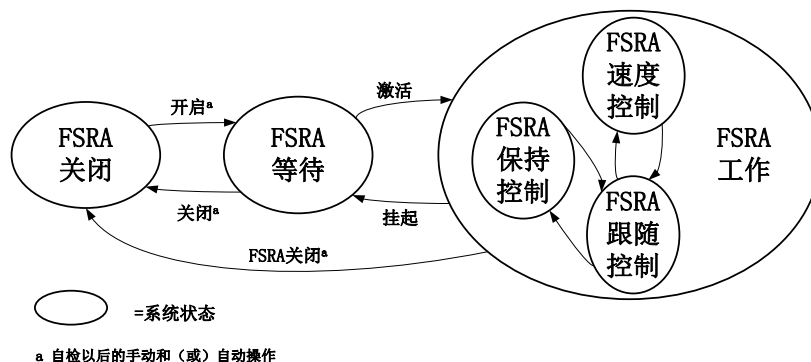 FSRA
关闭
开启a
关闭a
FSRA
等待
激活
挂起
FSRA关闭a
FSRA
速度
控制
FSRA
保持
控制
FSRA
跟随
控制
FSRA
工作
=系统状态
a 自检以后的手动和（或）自动操作